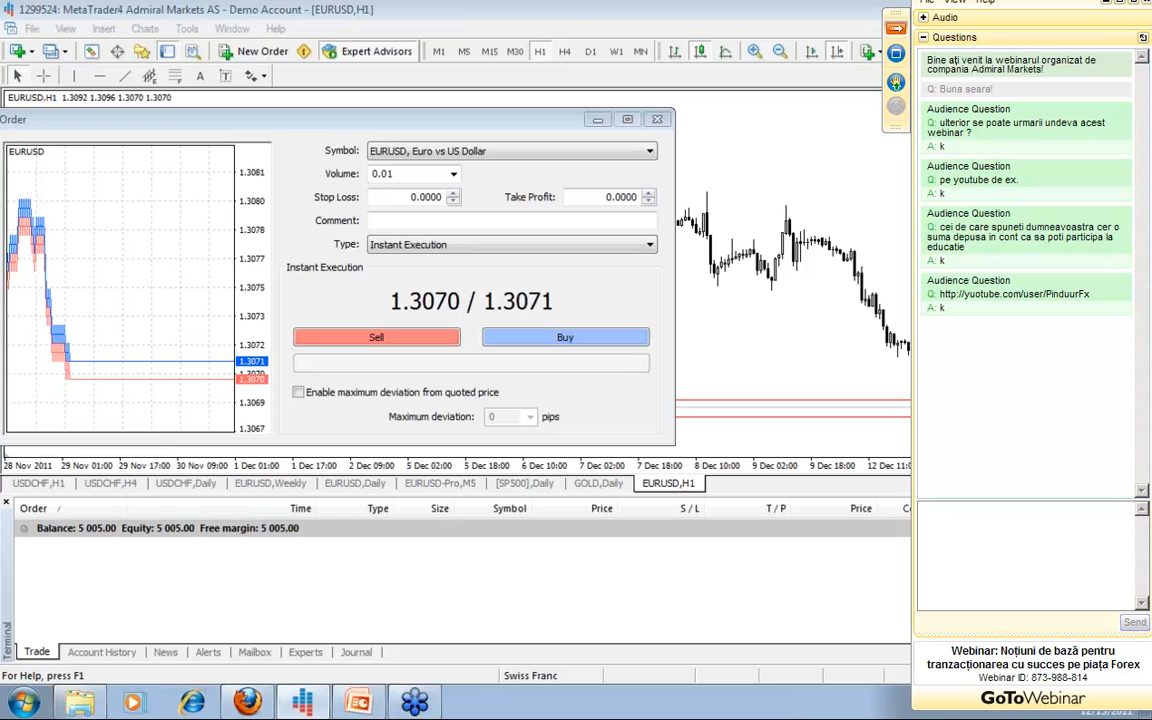 1299524: MetaTrader4 Admiral Markets AS - Demo Account - [EURUSD,H1]
File View Insert Charts Tools Window Help
New Order Expert Advisors M1 M5 M15 M30 H1 H4 D1 W1 MN
A T
EURUSD,H1 1.3092 1.3096 1.3070 1.3070
Order
EURUSD
1.3081
1.3080
1.3078
1.3077
1.3075
1.3074
1.3072
1.3071
1.3070
1.3069
1.3067
Symbol: EURUSD, Euro vs US Dollar
Volume: 0.01
Stop Loss: 0.0000 Take Profit: 0.0000
Comment:
Type: Instant Execution
Instant Execution
1.3070 / 1.3071
Sell Buy
Enable maximum deviation from quoted price
Maximum deviation: 0 pips
28 Nov 2011 29 Nov 01:00 29 Nov 17:00 30 Nov 09:00 1 Dec 01:00 1 Dec 17:00 2 Dec 09:00 5 Dec 02:00 5 Dec 18:00 6 Dec 10:00 7 Dec 02:00 7 Dec 18:00 8 Dec 10:00 9 Dec 02:00 9 Dec 18:00 12 Dec 11:0
USDCHF,H1 USDCHF,H4 USDCHF,Daily EURUSD,Weekly EURUSD,Daily EURUSD-Pro,M5 [SP500],Daily GOLD,Daily EURUSD,H1
Order / Time Type Size Symbol Price S / L T / P Price
Balance: 5 005.00 Equity: 5 005.00 Free margin: 5 005.00
Terminal
Trade Account History News Alerts Mailbox Experts Journal
For Help, press F1 Swiss Franc
File View Help
Audio
Questions
Bine ați venit la webinarul organizat de
compania Admiral Markets!
Q: Buna seara!
Audience Question
Q: ulterior se poate urmarii undeva acest
webinar ?
A: k
Audience Question
Q: pe youtube de ex.
A: k
Audience Question
Q: cei de care spuneti dumneavoastra cer o
suma depusa in cont ca sa poti participa la
educatie
A: k
Audience Question
Q: http://yuotube.com/user/PinduurFx
A: k
Send
Webinar: Noțiuni de bază pentru
tranzacționarea cu succes pe piața Forex
Webinar ID: 873-988-814
GoToWebinar